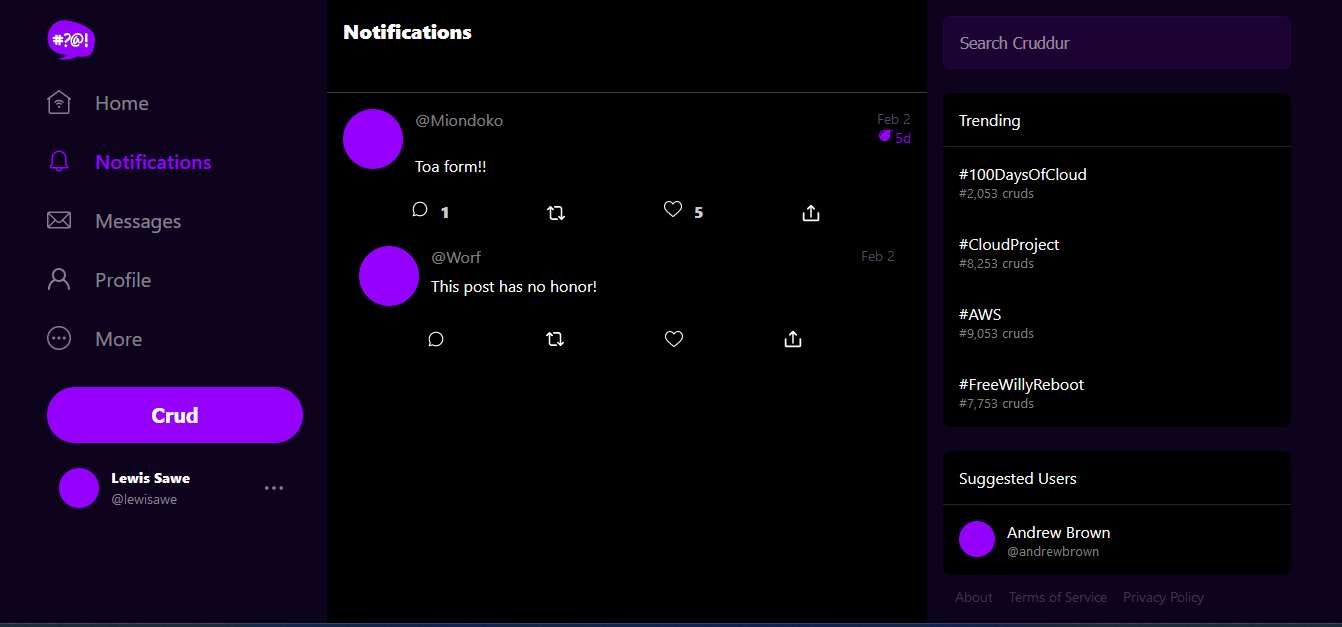 #?@!
Home
Notifications
Messages
Profile
More
Crud
Lewis Sawe
@lewisawe
Notifications
@Miondoko
Feb 2
5d
Toa form!!
1
5
@Worf
Feb 2
This post has no honor!
Search Cruddur
Trending
#100DaysOfCloud
#2,053 cruds
#CloudProject
#8,253 cruds
#AWS
#9,053 cruds
#FreeWillyReboot
#7,753 cruds
Suggested Users
Andrew Brown
@andrewbrown
About Terms of Service Privacy Policy